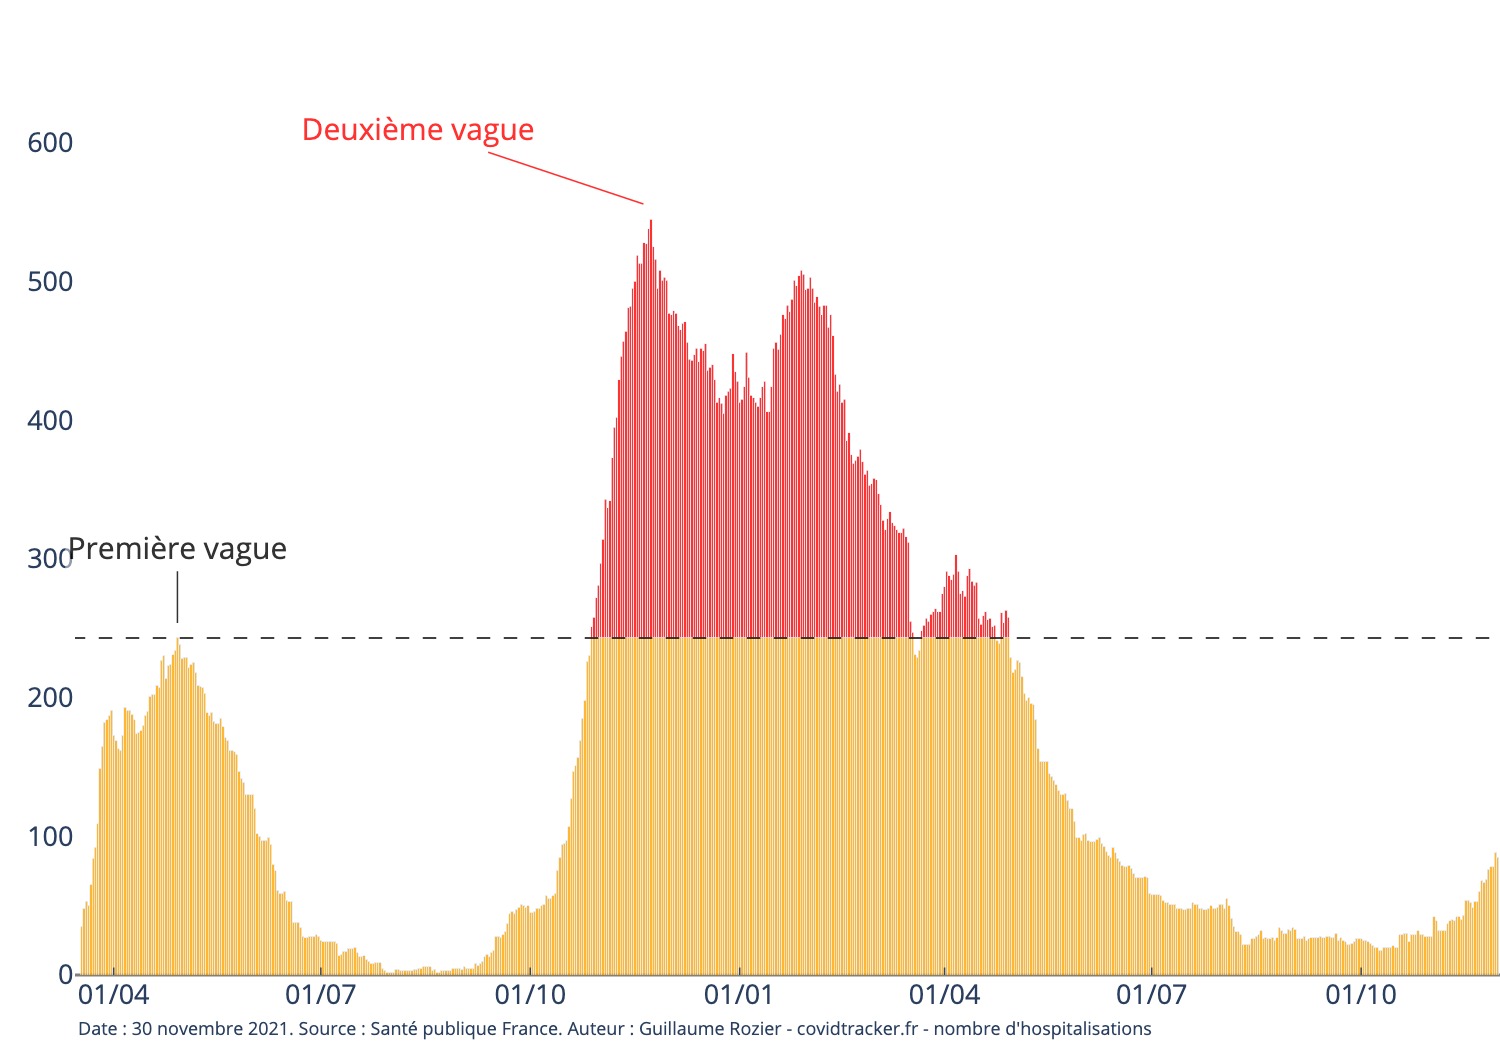 Deuxième vague
600
500
400
300
Première vague
200
100
0
01/04 01/07 01/10 01/01 01/04 01/07 01/10
Date : 30 novembre 2021. Source : Santé publique France. Auteur : Guillaume Rozier - covidtracker.fr - nombre d'hospitalisations